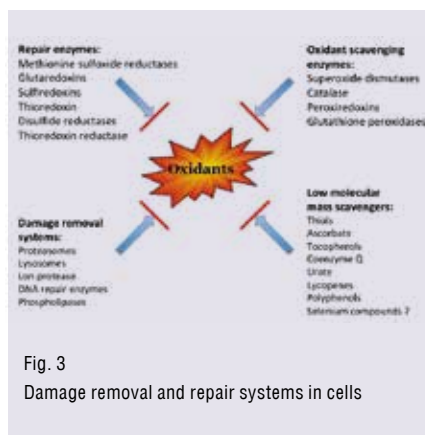 Repair enzymes:
Methionine sulfoxide reductases
Glutaredoxins
Sulfiredoxins
Thioredoxin
Disulfide reductases
Thioredoxin reductase
Oxidant scavenging
enzymes:
Superoxide dismutases
Catalase
Peroxiredoxins
Glutathione peroxidases
Oxidants
Damage removal
systems:
Proteasomes
Lysosomes
Lon protease
DNA repair enzymes
Phospholipases
Low molecular
mass scavengers:
Thiols
Ascorbate
Tocopherols
Coenzyme Q
Urate
Lycopenes
Polyphenols
Selenium compounds ?
Fig. 3
Damage removal and repair systems in cells